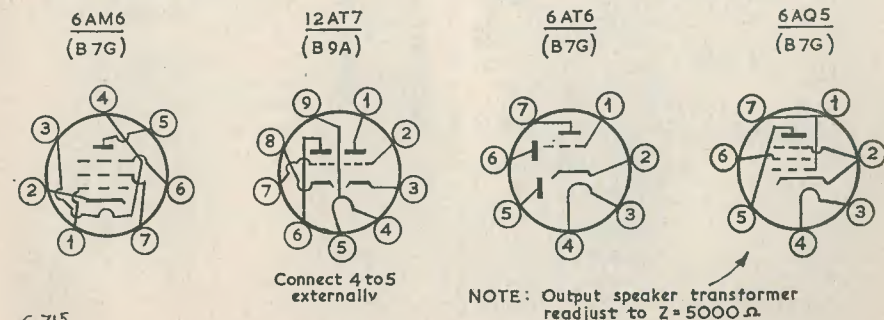 6AM6
(B7G)
12AT7
(B9A)
6AT6
(B7G)
6AQ5
(B7G)
4
3
5
2
6
1
7
9
1
8
2
7
3
6
5
4
7
1
6
2
5
3
4
7
1
6
2
5
3
4
Connect 4 to 5
externally
NOTE: Output speaker transformer
readjust to Z = 5000 Ω